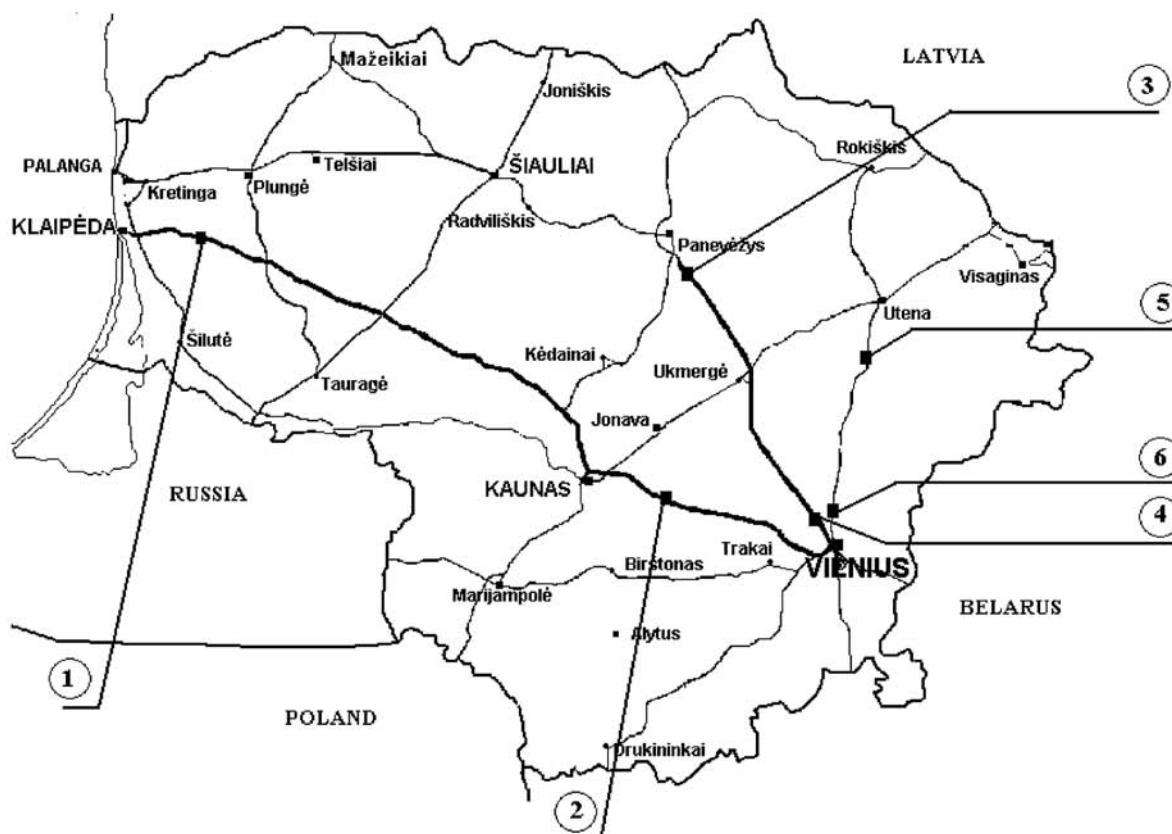 LATVIA
Mažeikiai
3
Joniškis
Rokiškis
PALANGA
Telšiai
ŠIAULIAI
Kretinga
Plungė
Radviliškis
KLAIPĖDA
Panevėžys
Visaginas
5
Utena
Šilutė
Kėdainai
Ukmergė
Tauragė
Jonava
6
RUSSIA
KAUNAS
4
Trakai
Birštonas
VILNIUS
Marijampolė
BELARUS
Alytus
1
POLAND
Drukininkai
2